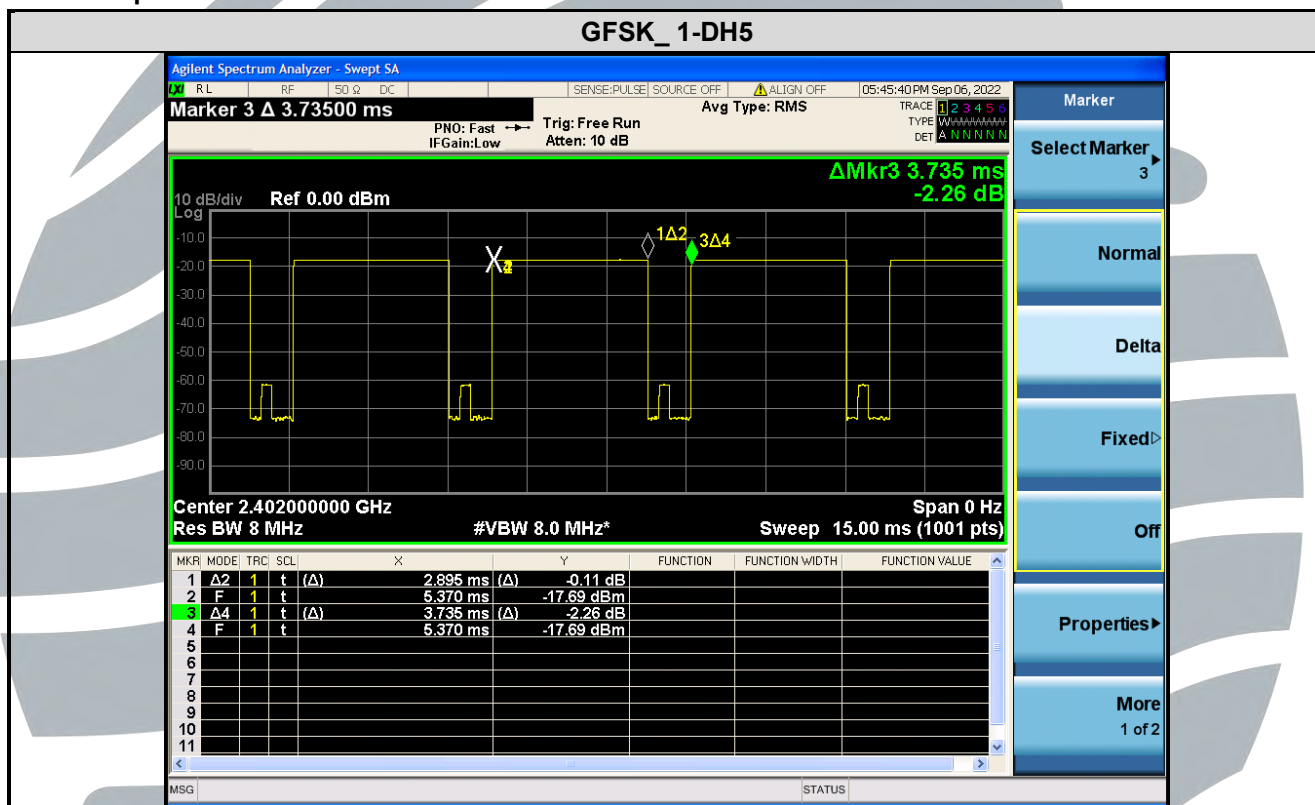 GFSK_ 1-DH5
Agilent Spectrum Analyzer - Swept SA
LXI RL RF 50 Ω DC SENSE:PULSE SOURCE OFF ALIGN OFF 05:45:40 PM Sep 06, 2022
Marker 3 Δ 3.73500 ms Avg Type: RMS TRACE 1 2 3 4 5 6
PNO: Fast Trig: Free Run TYPE WWWWWW
IFGain:Low Atten: 10 dB DET A N N N N N
ΔMkr3 3.735 ms
10 dB/div Ref 0.00 dBm -2.26 dB
Log
-10.0
1Δ2 3Δ4
-20.0
X
-30.0
-40.0
-50.0
-60.0
-70.0
-80.0
-90.0
Center 2.402000000 GHz Span 0 Hz
Res BW 8 MHz #VBW 8.0 MHz* Sweep 15.00 ms (1001 pts)
MKR MODE TRC SCL X Y FUNCTION FUNCTION WIDTH FUNCTION VALUE
1 Δ2 1 t (Δ) 2.895 ms (Δ) -0.11 dB
2 F 1 t 5.370 ms -17.69 dBm
3 Δ4 1 t (Δ) 3.735 ms (Δ) -2.26 dB
4 F 1 t 5.370 ms -17.69 dBm
5
6
7
8
9
10
11
MSG STATUS
Marker
Select Marker
3
Normal
Delta
Fixed
Off
Properties
More
1 of 2